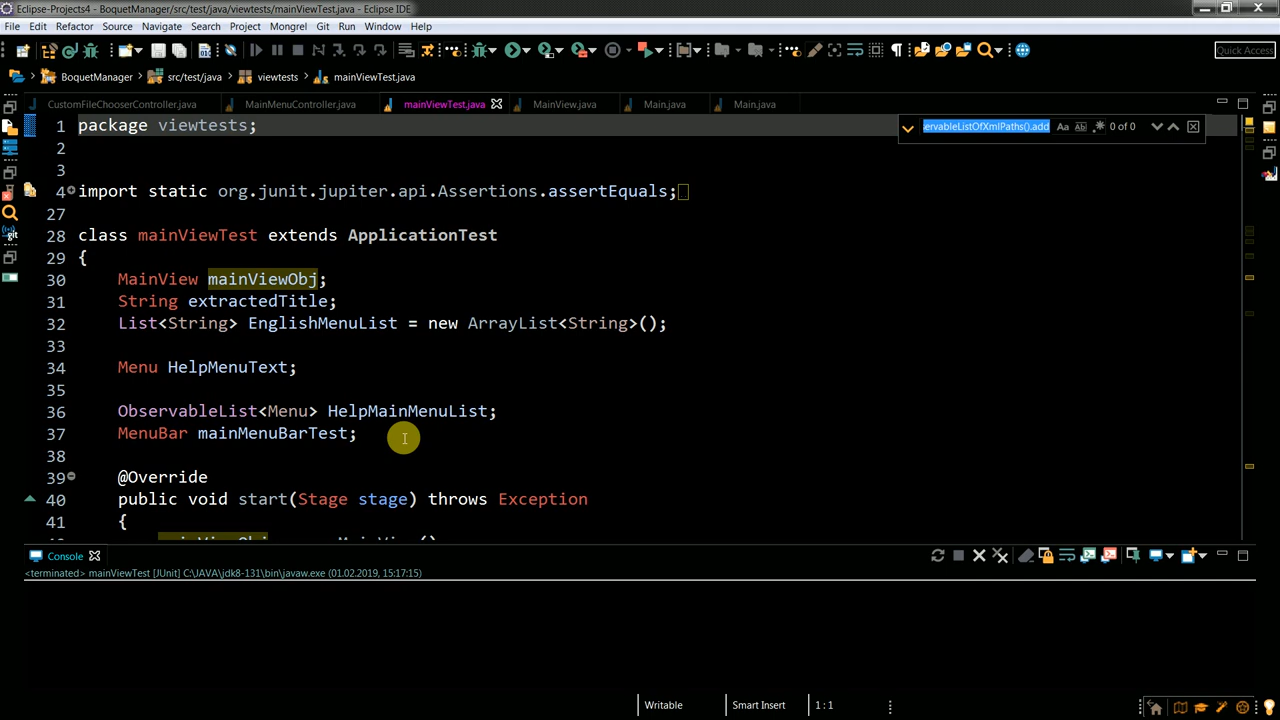 Eclipse-Projects4 - BoquetManager/src/test/java/viewtests/mainViewTest.java - Eclipse IDE
File Edit Refactor Source Navigate Search Project Mongrel Git Run Window Help
Quick Access
BoquetManager src/test/java viewtests mainViewTest.java
CustomFileChooserController.java MainMenuController.java mainViewTest.java MainView.java Main.java Main.java
1 package viewtests;
ervableListOfXmlPaths().add Aa Ab 0 of 0
2
3
4 import static org.junit.jupiter.api.Assertions.assertEquals;
27
28 class mainViewTest extends ApplicationTest
29 {
30 MainView mainViewObj;
31 String extractedTitle;
32 List<String> EnglishMenuList = new ArrayList<String>();
33
34 Menu HelpMenuText;
35
36 ObservableList<Menu> HelpMainMenuList;
37 MenuBar mainMenuBarTest;
38
39 @Override
40 public void start(Stage stage) throws Exception
41 {
Console
<terminated> mainViewTest [JUnit] C:\JAVA\jdk8-131\bin\javaw.exe (01.02.2019, 15:17:15)
Writable Smart Insert 1 : 1